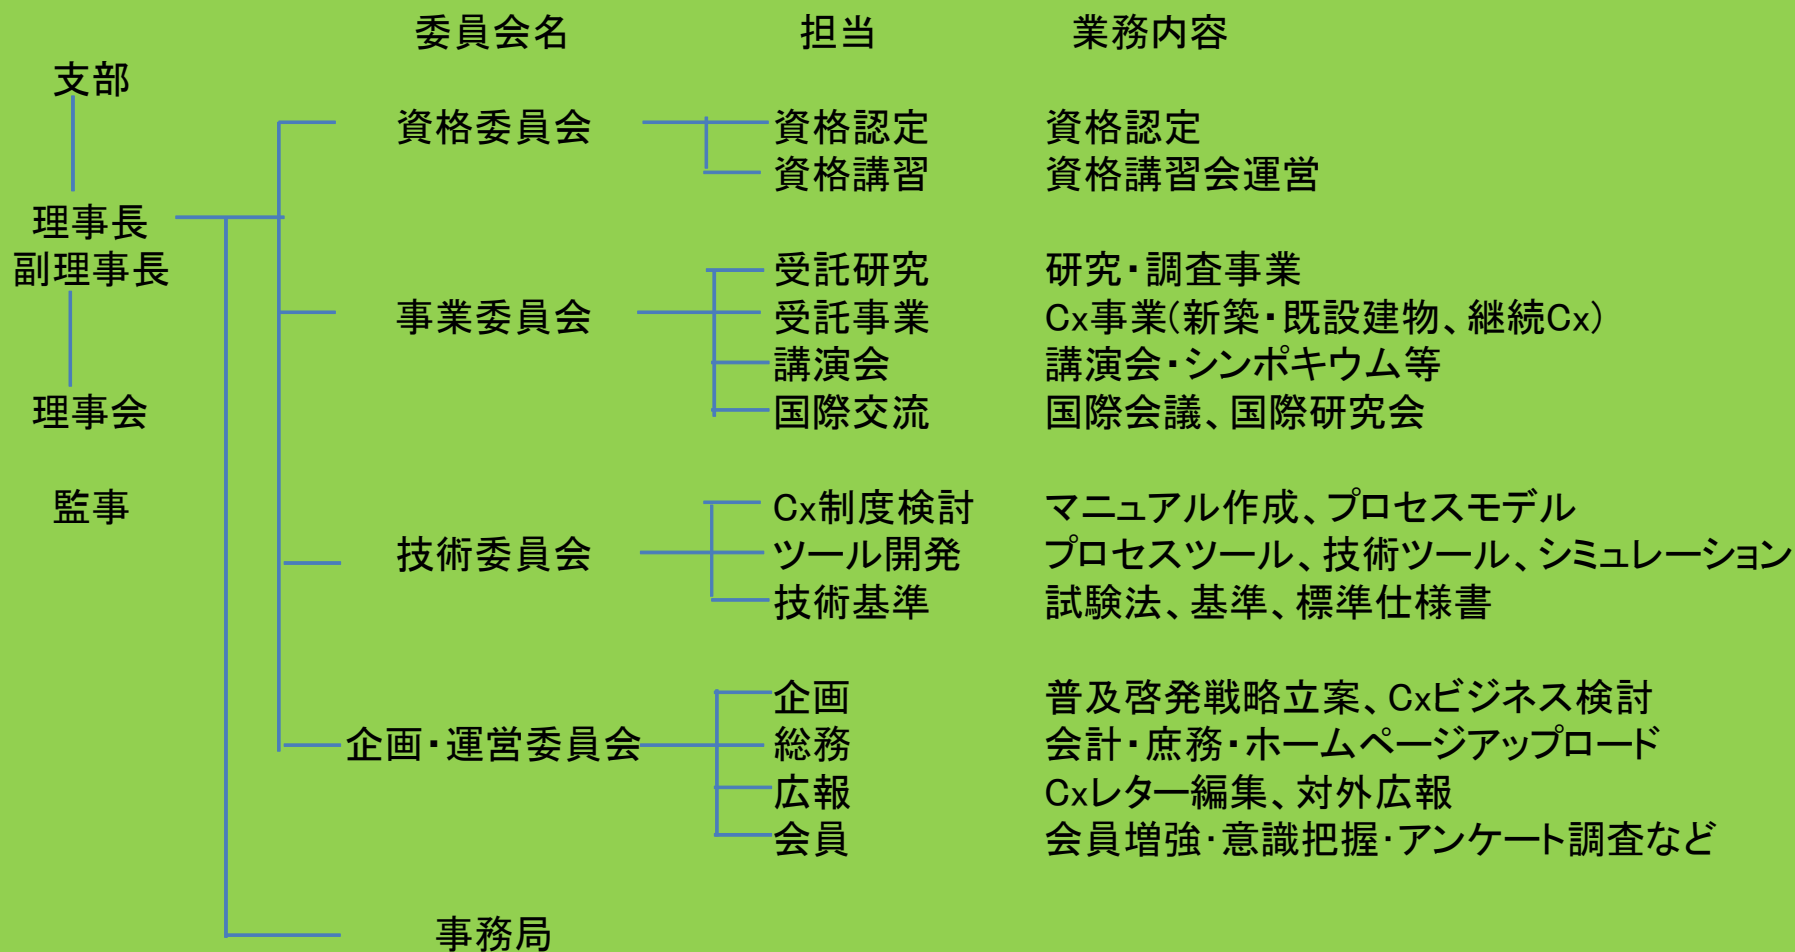 委員会名 担当 業務内容
支部
資格委員会 資格認定 資格認定
資格講習 資格講習会運営
理事長
副理事長 受託研究 研究・調査事業
事業委員会 受託事業 Cx事業(新築・既設建物、継続Cx)
講演会 講演会・シンポキウム等
理事会 国際交流 国際会議、国際研究会
監事 Cx制度検討 マニュアル作成、プロセスモデル
技術委員会 ツール開発 プロセスツール、技術ツール、シミュレーション
技術基準 試験法、基準、標準仕様書
企画 普及啓発戦略立案、Cxビジネス検討
企画・運営委員会 総務 会計・庶務・ホームページアップロード
広報 Cxレター編集、対外広報
会員 会員増強・意識把握・アンケート調査など
事務局